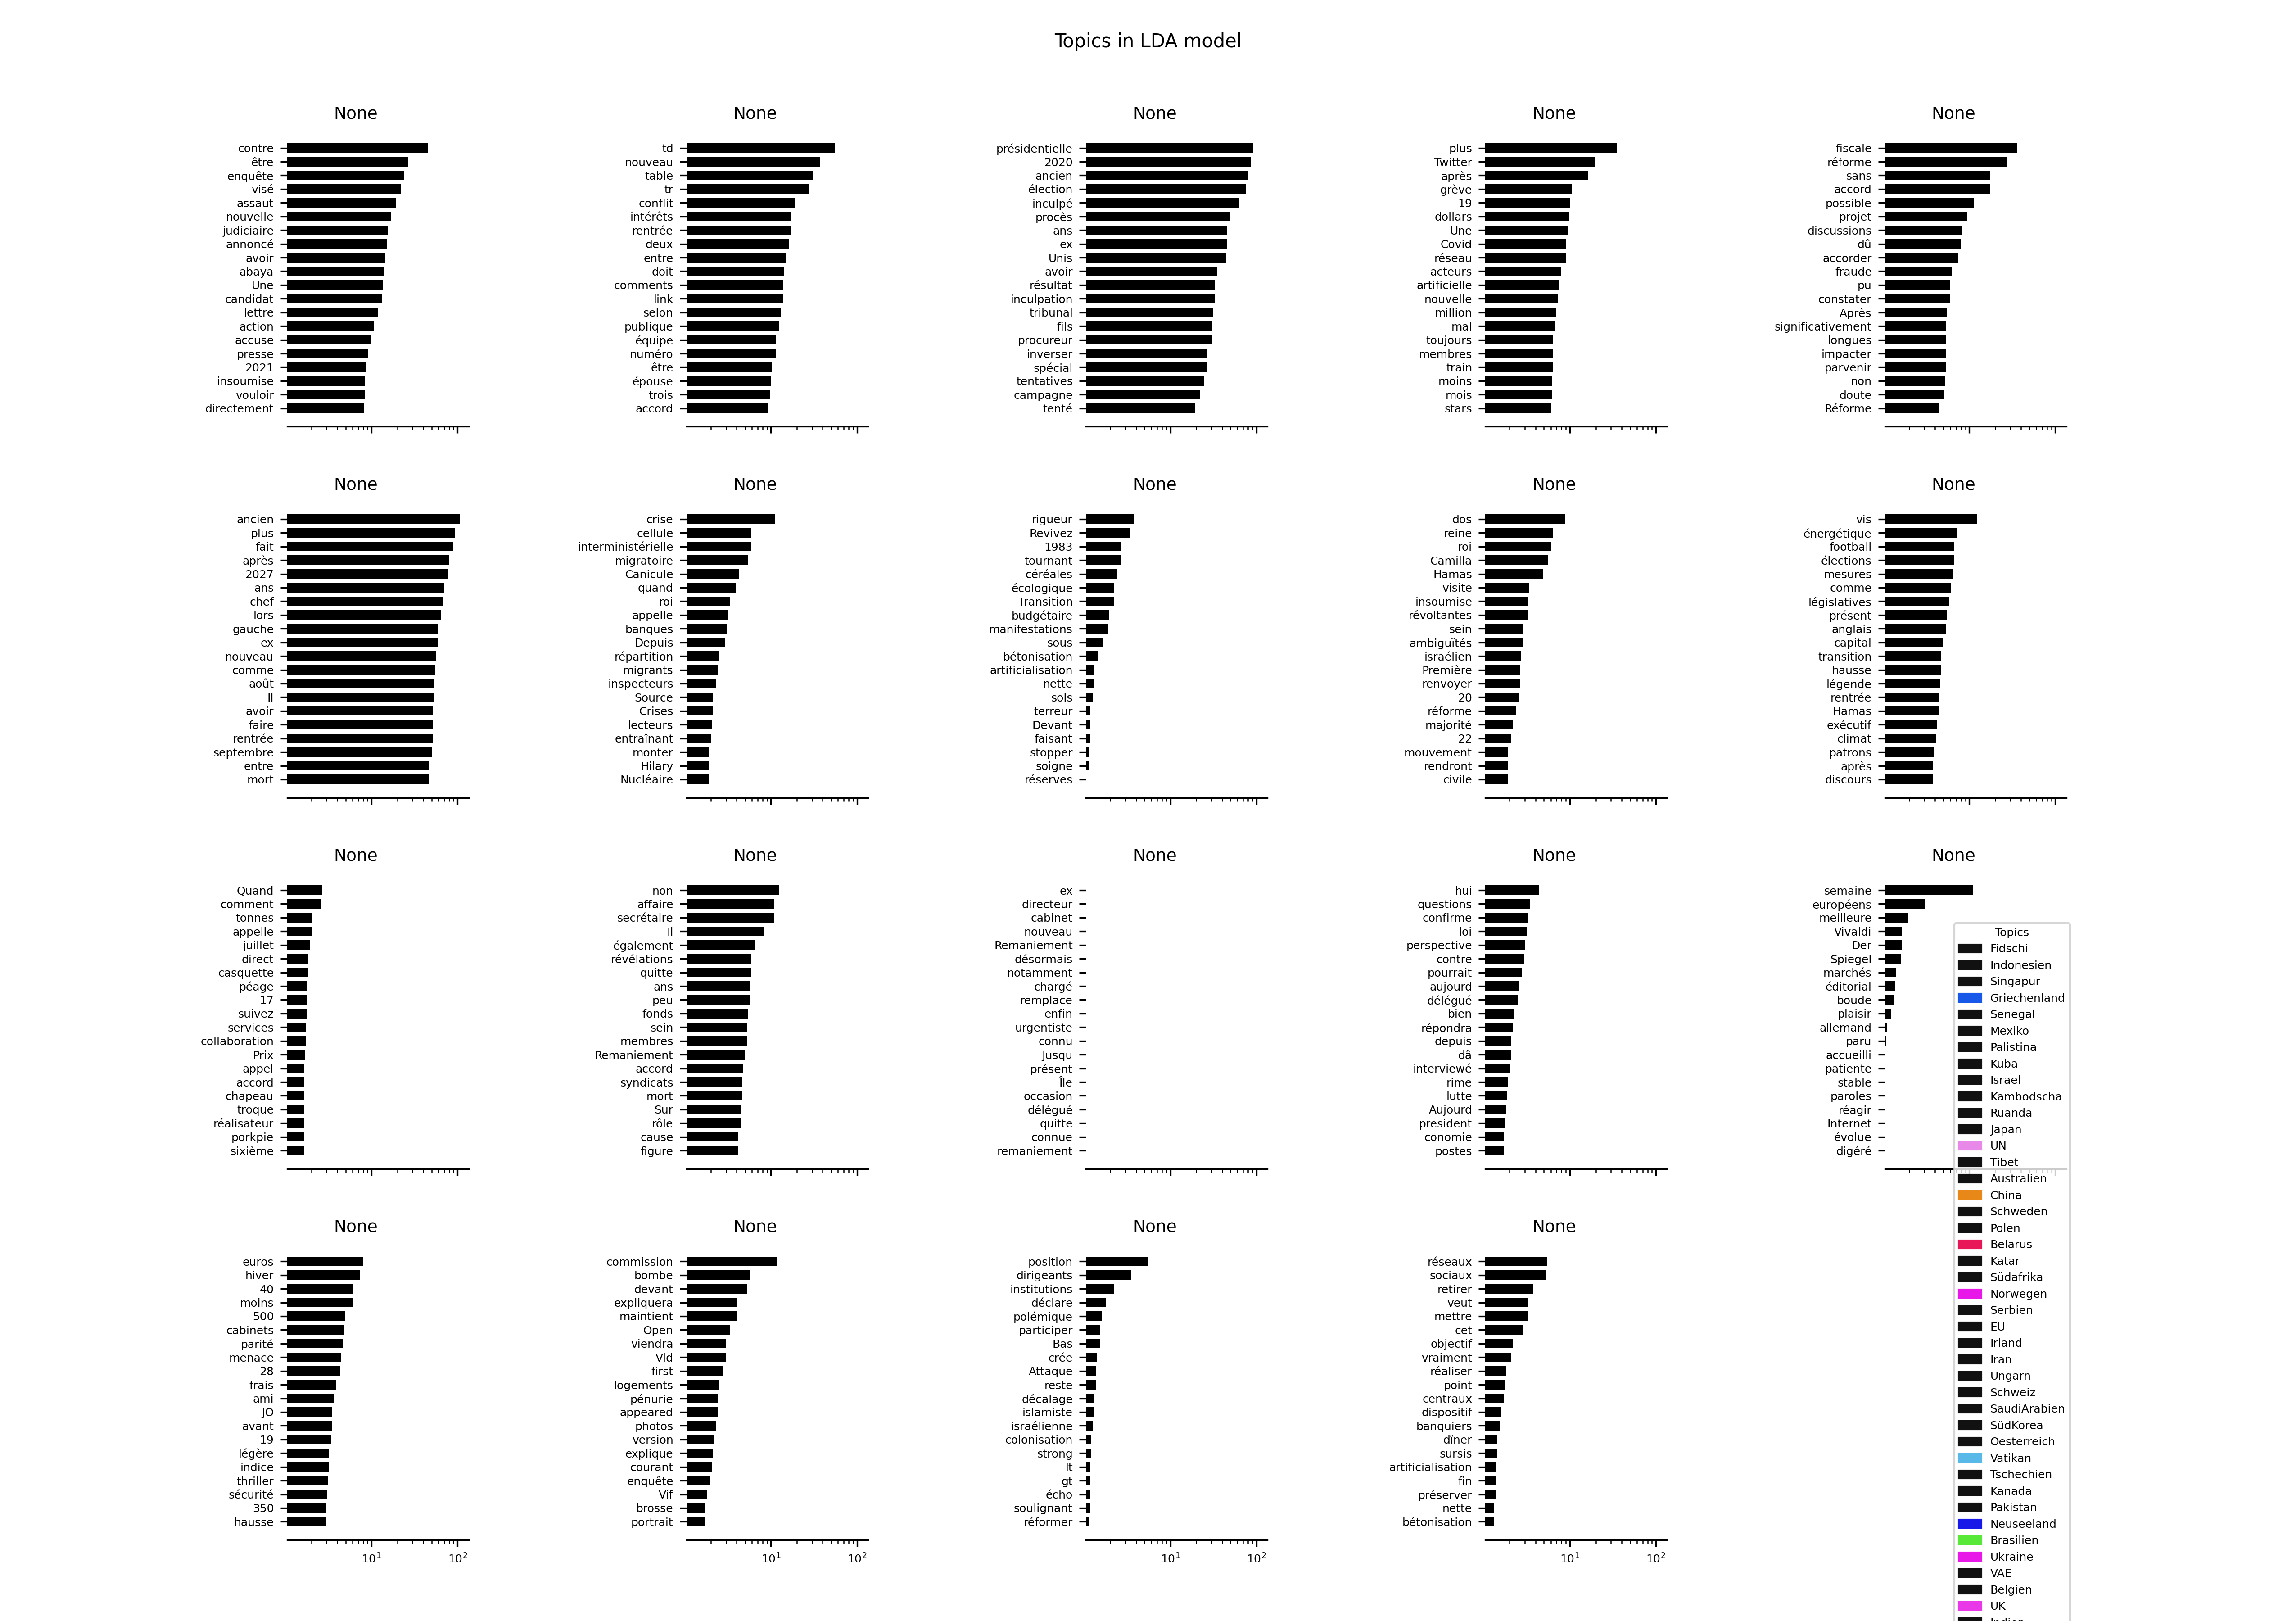 Topics in LDA model
None
contre
être
enquête
visé
assaut
nouvelle
judiciaire
annoncé
avoir
abaya
Une
candidat
lettre
action
accuse
presse
2021
insoumise
vouloir
directement
None
td
nouveau
table
tr
conflit
intérêts
rentrée
deux
entre
doit
comments
link
selon
publique
équipe
numéro
être
épouse
trois
accord
None
présidentielle
2020
ancien
élection
inculpé
procès
ans
ex
Unis
avoir
résultat
inculpation
tribunal
fils
procureur
inverser
spécial
tentatives
campagne
tenté
None
plus
Twitter
après
grève
19
dollars
Une
Covid
réseau
acteurs
artificielle
nouvelle
million
mal
toujours
membres
train
moins
mois
stars
None
fiscale
réforme
sans
accord
possible
projet
discussions
dû
accorder
fraude
pu
constater
Après
significativement
longues
impacter
parvenir
non
doute
Réforme
None
ancien
plus
fait
après
2027
ans
chef
lors
gauche
ex
nouveau
comme
août
Il
avoir
faire
rentrée
septembre
entre
mort
None
crise
cellule
interministérielle
migratoire
Canicule
quand
roi
appelle
banques
Depuis
répartition
migrants
inspecteurs
Source
Crises
lecteurs
entraînant
monter
Hilary
Nucléaire
None
rigueur
Revivez
1983
tournant
céréales
écologique
Transition
budgétaire
manifestations
sous
bétonisation
artificialisation
nette
sols
terreur
Devant
faisant
stopper
soigne
réserves
None
dos
reine
roi
Camilla
Hamas
visite
insoumise
révoltantes
sein
ambiguïtés
israélien
Première
renvoyer
20
réforme
majorité
22
mouvement
rendront
civile
None
vis
énergétique
football
élections
mesures
comme
législatives
présent
anglais
capital
transition
hausse
légende
rentrée
Hamas
exécutif
climat
patrons
après
discours
None
Quand
comment
tonnes
appelle
juillet
direct
casquette
péage
17
suivez
services
collaboration
Prix
appel
accord
chapeau
troque
réalisateur
porkpie
sixième
None
non
affaire
secrétaire
Il
également
révélations
quitte
ans
peu
fonds
sein
membres
Remaniement
accord
syndicats
mort
Sur
rôle
cause
figure
None
ex
directeur
cabinet
nouveau
Remaniement
désormais
notamment
chargé
remplace
enfin
urgentiste
connu
Jusqu
présent
Île
occasion
délégué
quitte
connue
remaniement
None
hui
questions
confirme
loi
perspective
contre
pourrait
aujourd
délégué
bien
répondra
depuis
dâ
interviewé
rime
lutte
Aujourd
president
conomie
postes
None
semaine
européens
meilleure
Vivaldi
Der
Spiegel
marchés
éditorial
boude
plaisir
allemand
paru
accueilli
patiente
stable
paroles
réagir
Internet
évolue
digéré
None
euros
hiver
40
moins
500
cabinets
parité
menace
28
frais
ami
JO
avant
19
légère
indice
thriller
sécurité
350
hausse
10¹ 10²
None
commission
bombe
devant
expliquera
maintient
Open
viendra
Vld
first
logements
pénurie
appeared
photos
version
explique
courant
enquête
Vif
brosse
portrait
10¹ 10²
None
position
dirigeants
institutions
déclare
polémique
participer
Bas
crée
Attaque
reste
décalage
islamiste
israélienne
colonisation
strong
lt
gt
écho
soulignant
réformer
10¹ 10²
None
réseaux
sociaux
retirer
veut
mettre
cet
objectif
vraiment
réaliser
point
centraux
dispositif
banquiers
dîner
sursis
artificialisation
fin
préserver
nette
bétonisation
10¹ 10²
Topics
Fidschi
Indonesien
Singapur
Griechenland
Senegal
Mexiko
Palistina
Kuba
Israel
Kambodscha
Ruanda
Japan
UN
Tibet
Australien
China
Schweden
Polen
Belarus
Katar
Südafrika
Norwegen
Serbien
EU
Irland
Iran
Ungarn
Schweiz
SaudiArabien
SüdKorea
Oesterreich
Vatikan
Tschechien
Kanada
Pakistan
Neuseeland
Brasilien
Ukraine
VAE
Belgien
UK